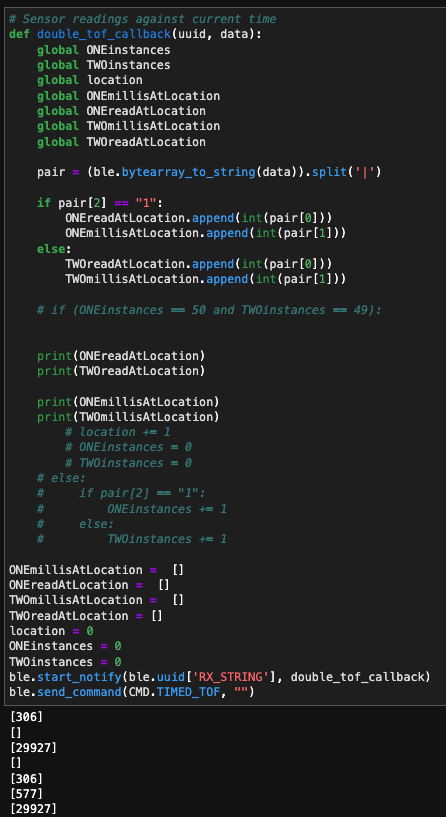 # Sensor readings against current time
def double_tof_callback(uuid, data):
    global ONEinstances
    global TWOinstances
    global location
    global ONEmillisAtLocation
    global ONEreadAtLocation
    global TWOmillisAtLocation
    global TWOreadAtLocation

    pair = (ble.bytearray_to_string(data)).split('|')

    if pair[2] == "1":
        ONEreadAtLocation.append(int(pair[0]))
        ONEmillisAtLocation.append(int(pair[1]))
    else:
        TWOreadAtLocation.append(int(pair[0]))
        TWOmillisAtLocation.append(int(pair[1]))

    # if (ONEinstances == 50 and TWOinstances == 49):


    print(ONEreadAtLocation)
    print(TWOreadAtLocation)

    print(ONEmillisAtLocation)
    print(TWOmillisAtLocation)
        # location += 1
        # ONEinstances = 0
        # TWOinstances = 0
    # else:
    #     if pair[2] == "1":
    #         ONEinstances += 1
    #     else:
    #         TWOinstances += 1

ONEmillisAtLocation =  []
ONEreadAtLocation =  []
TWOmillisAtLocation =  []
TWOreadAtLocation = []
location = 0
ONEinstances = 0
TWOinstances = 0
ble.start_notify(ble.uuid['RX_STRING'], double_tof_callback)
ble.send_command(CMD.TIMED_TOF, "")
[306]
[]
[29927]
[]
[306]
[577]
[29927]